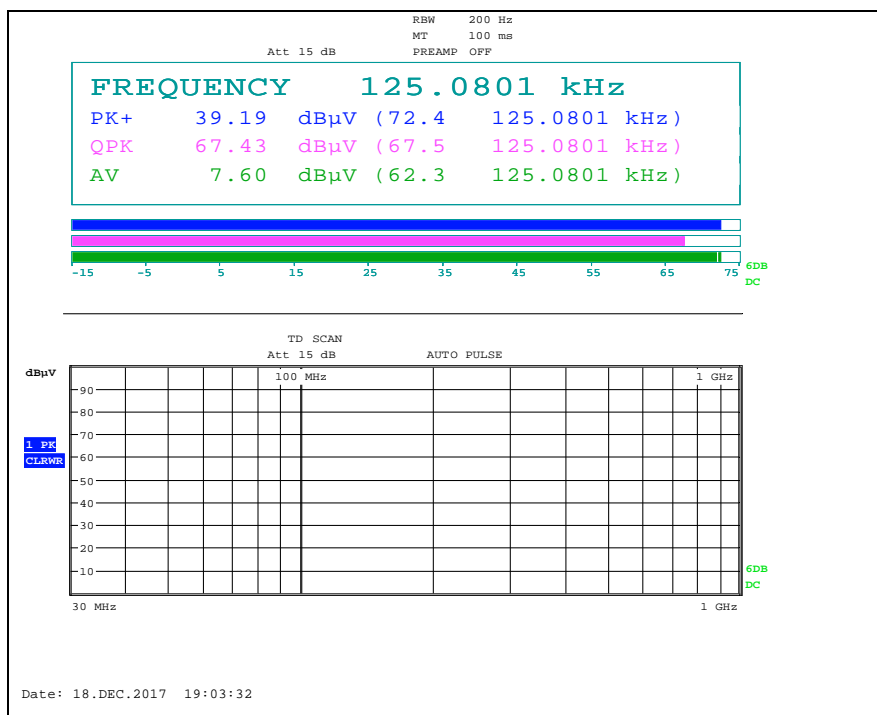 RBW 200 Hz
MT 100 ms
Att 15 dB PREAMP OFF
FREQUENCY 125.0801 kHz
PK+ 39.19 dBµV (72.4 125.0801 kHz)
QPK 67.43 dBµV (67.5 125.0801 kHz)
AV 7.60 dBµV (62.3 125.0801 kHz)
-15 -5 5 15 25 35 45 55 65 75
6DB
DC
TD SCAN
Att 15 dB AUTO PULSE
dBµV
100 MHz 1 GHz
90
80
70
1 PK
CLRWR
60
50
40
30
20
10
6DB
DC
30 MHz 1 GHz
Date: 18.DEC.2017 19:03:32